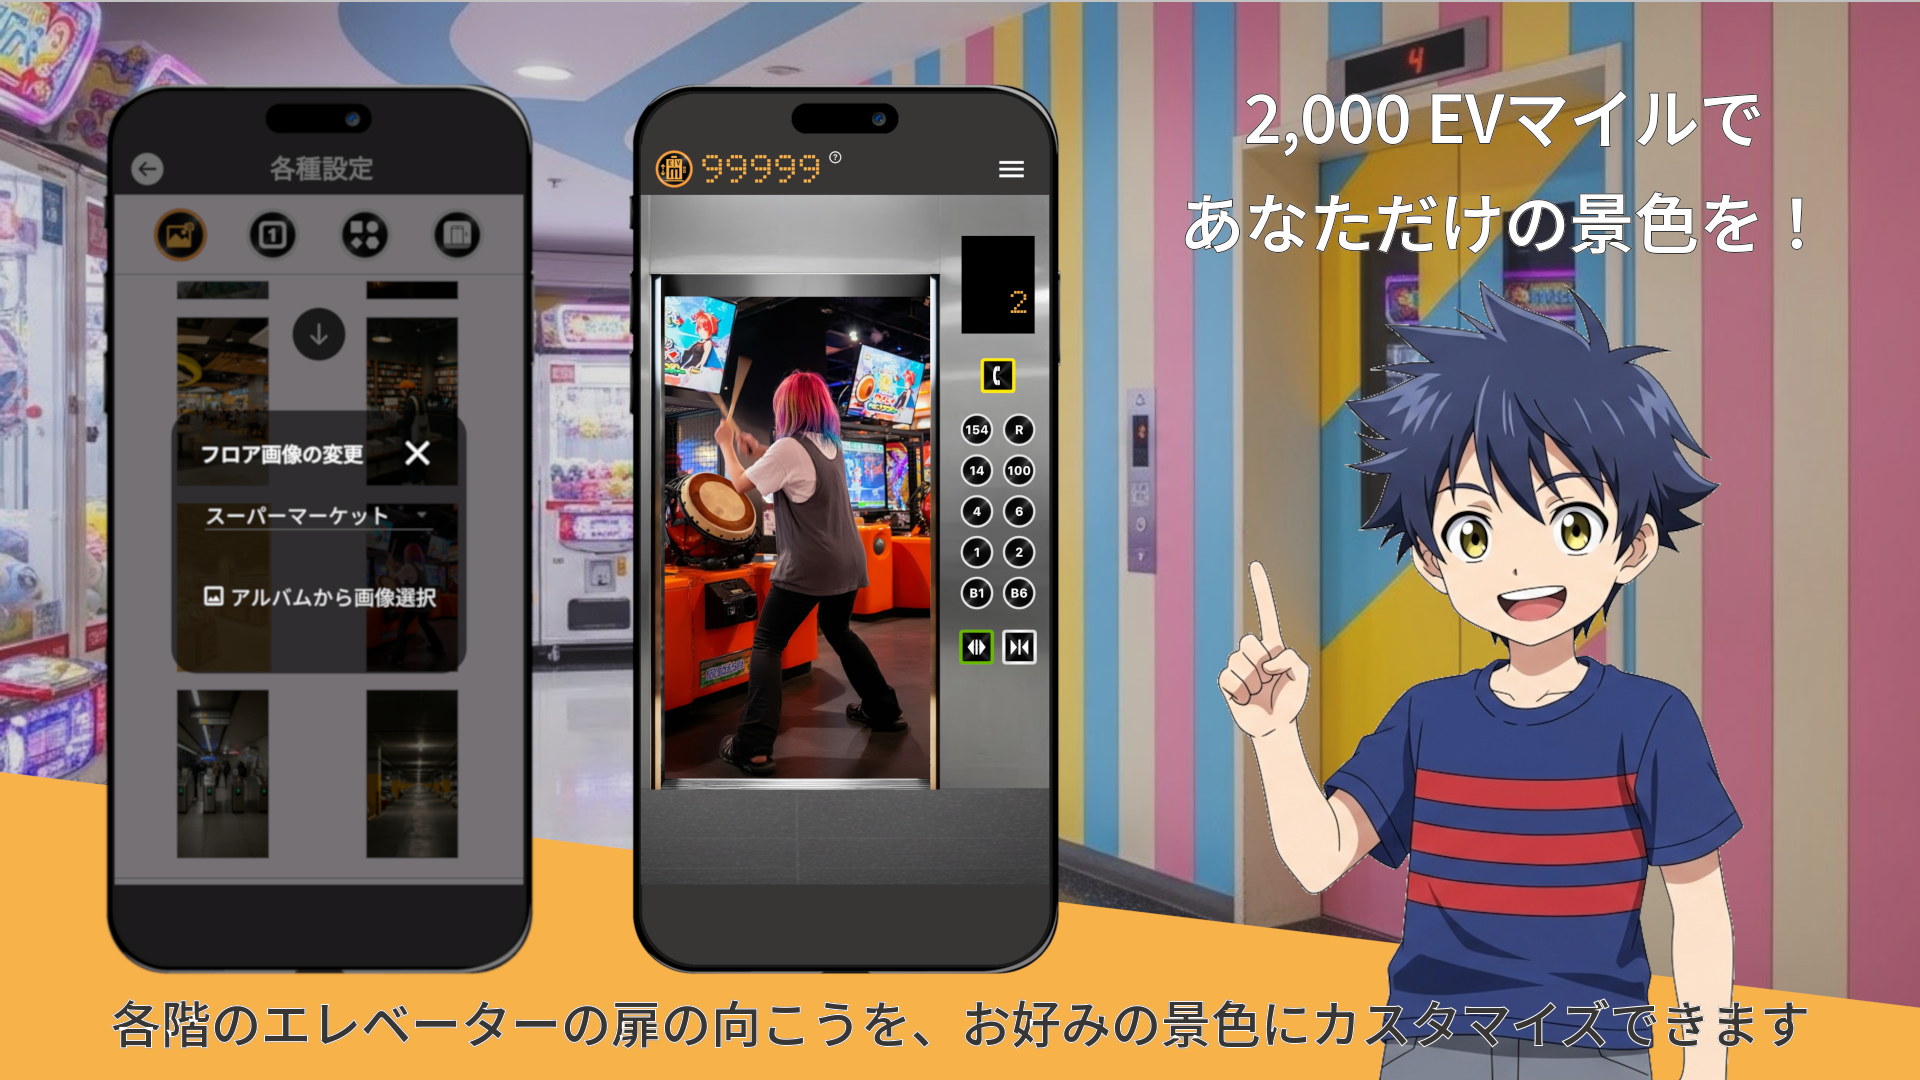 4
2,000 EVマイルで
あなただけの景色を！
各種設定
1
フロア画像の変更
スーパーマーケット
アルバムから画像選択
99999
?
2
154 R
14 100
4 6
1 2
B1 B6
各階のエレベーターの扉の向こうを、お好みの景色にカスタマイズできます